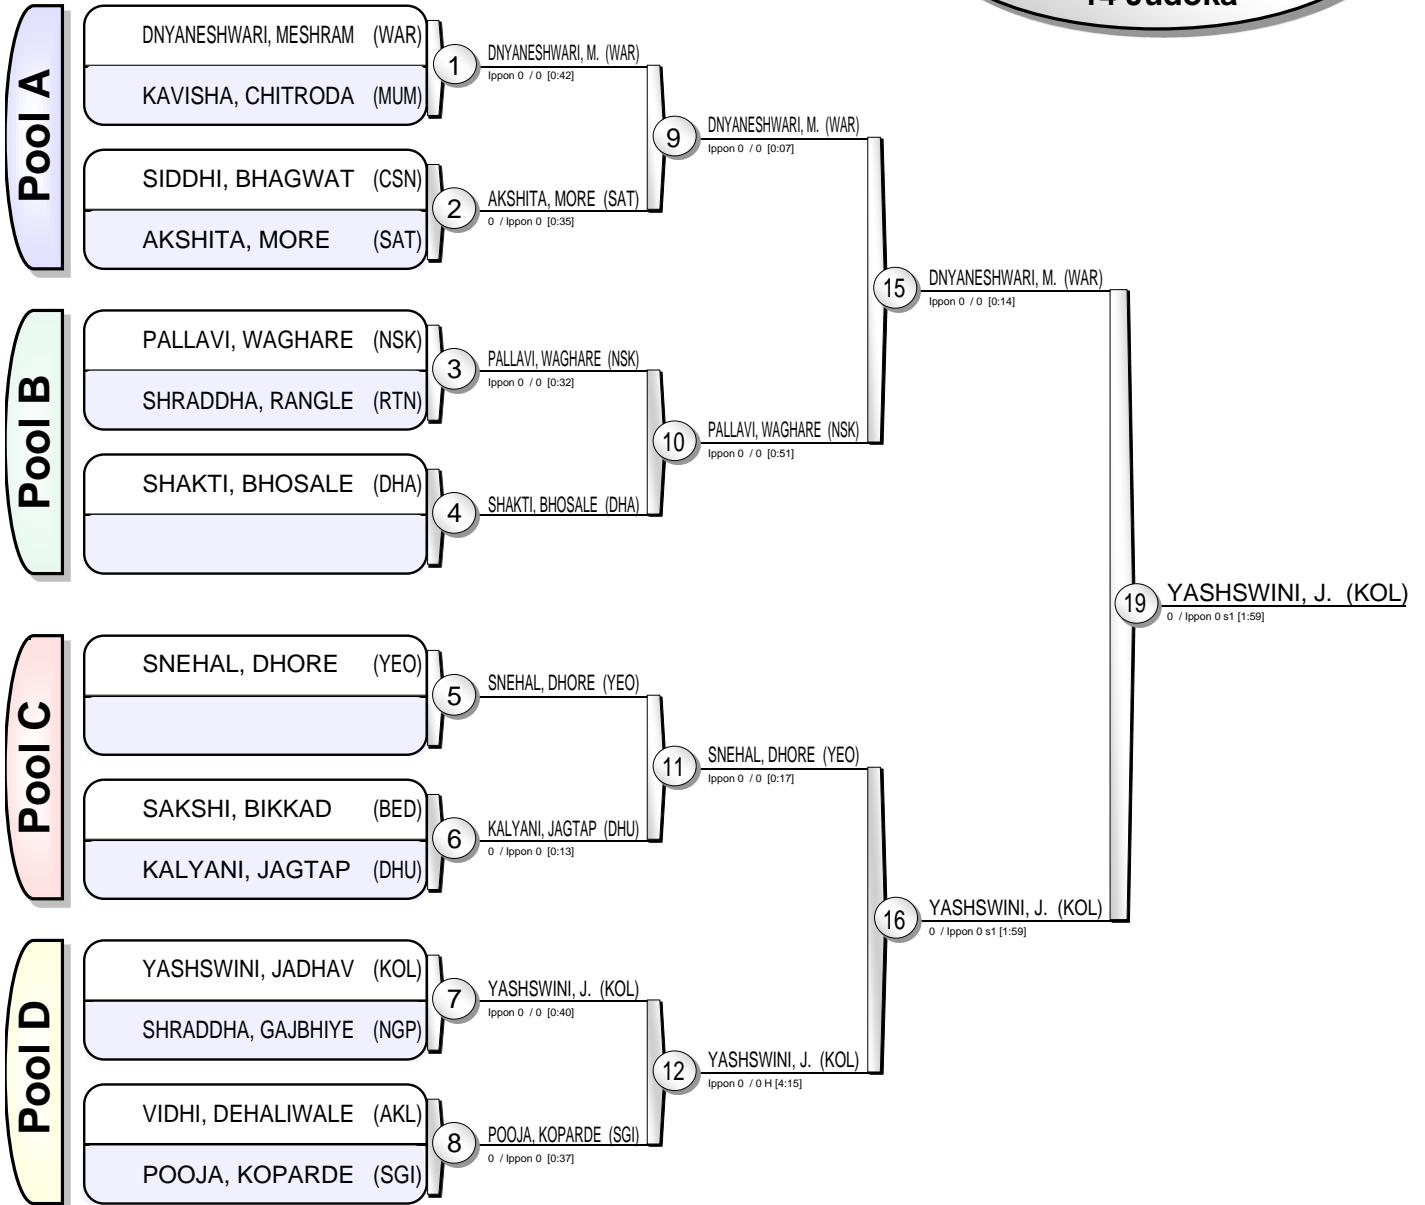 14 Judoka
Pool A
DNYANESHWARI, MESHRAM (WAR)
KAVISHA, CHITRODA (MUM)
1
DNYANESHWARI, M. (WAR)
Ippon 0 / 0 [0:42]
SIDDHI, BHAGWAT (CSN)
AKSHITA, MORE (SAT)
2
AKSHITA, MORE (SAT)
0 / Ippon 0 [0:35]
9
DNYANESHWARI, M. (WAR)
Ippon 0 / 0 [0:07]
Pool B
PALLAVI, WAGHARE (NSK)
SHRADDHA, RANGLE (RTN)
3
PALLAVI, WAGHARE (NSK)
Ippon 0 / 0 [0:32]
SHAKTI, BHOSALE (DHA)
4
SHAKTI, BHOSALE (DHA)
10
PALLAVI, WAGHARE (NSK)
Ippon 0 / 0 [0:51]
15
DNYANESHWARI, M. (WAR)
Ippon 0 / 0 [0:14]
Pool C
SNEHAL, DHORE (YEO)
5
SNEHAL, DHORE (YEO)
SAKSHI, BIKKAD (BED)
KALYANI, JAGTAP (DHU)
6
KALYANI, JAGTAP (DHU)
0 / Ippon 0 [0:13]
11
SNEHAL, DHORE (YEO)
Ippon 0 / 0 [0:17]
Pool D
YASHSWINI, JADHAV (KOL)
SHRADDHA, GAJBHIYE (NGP)
7
YASHSWINI, J. (KOL)
Ippon 0 / 0 [0:40]
VIDHI, DEHALIWALE (AKL)
POOJA, KOPARDE (SGI)
8
POOJA, KOPARDE (SGI)
0 / Ippon 0 [0:37]
12
YASHSWINI, J. (KOL)
Ippon 0 / 0 H [4:15]
16
YASHSWINI, J. (KOL)
0 / Ippon 0 s1 [1:59]
19
YASHSWINI, J. (KOL)
0 / Ippon 0 s1 [1:59]